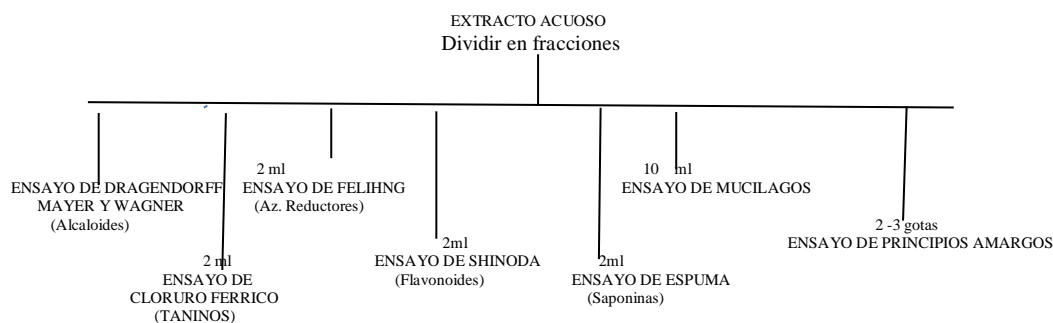 EXTRACTO ACUOSO
Dividir en fracciones
ENSAYO DE DRAGENDORFF
MAYER Y WAGNER
(Alcaloides)
2 ml
ENSAYO DE
CLORURO FERRICO
(TANINOS)
2 ml
ENSAYO DE FELIHNG
(Az. Reductores)
2ml
ENSAYO DE SHINODA
(Flavonoides)
2ml
ENSAYO DE ESPUMA
(Saponinas)
10 ml
ENSAYO DE MUCILAGOS
2 -3 gotas
ENSAYO DE PRINCIPIOS AMARGOS